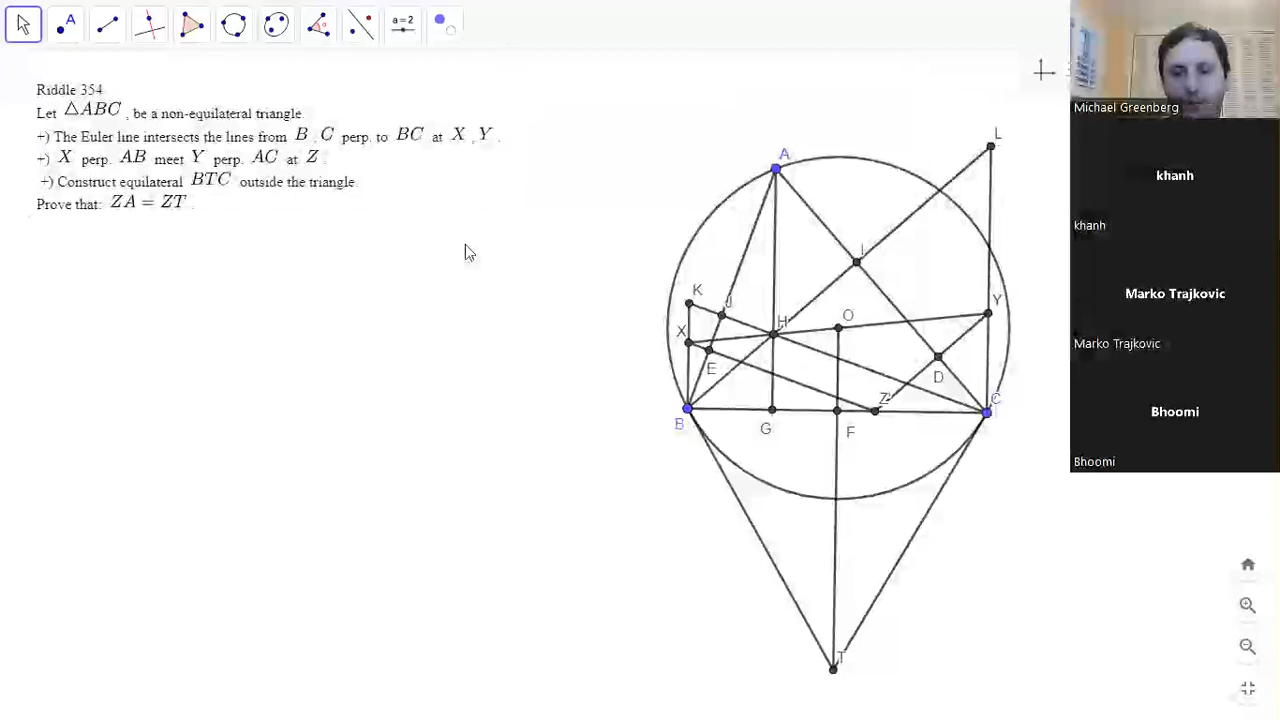 a=2
Riddle 354
Let △ABC , be a non-equilateral triangle.
+) The Euler line intersects the lines from B , C perp. to BC at X , Y .
+) X perp. AB meet Y perp. AC at Z .
+) Construct equilateral BTC outside the triangle.
Prove that: ZA = ZT .
Michael Greenberg
khanh
khanh
Marko Trajkovic
Marko Trajkovic
Bhoomi
Bhoomi
L
A
I
K
J
Y
H
O
X
E
D
Z
C
B
G
F
T